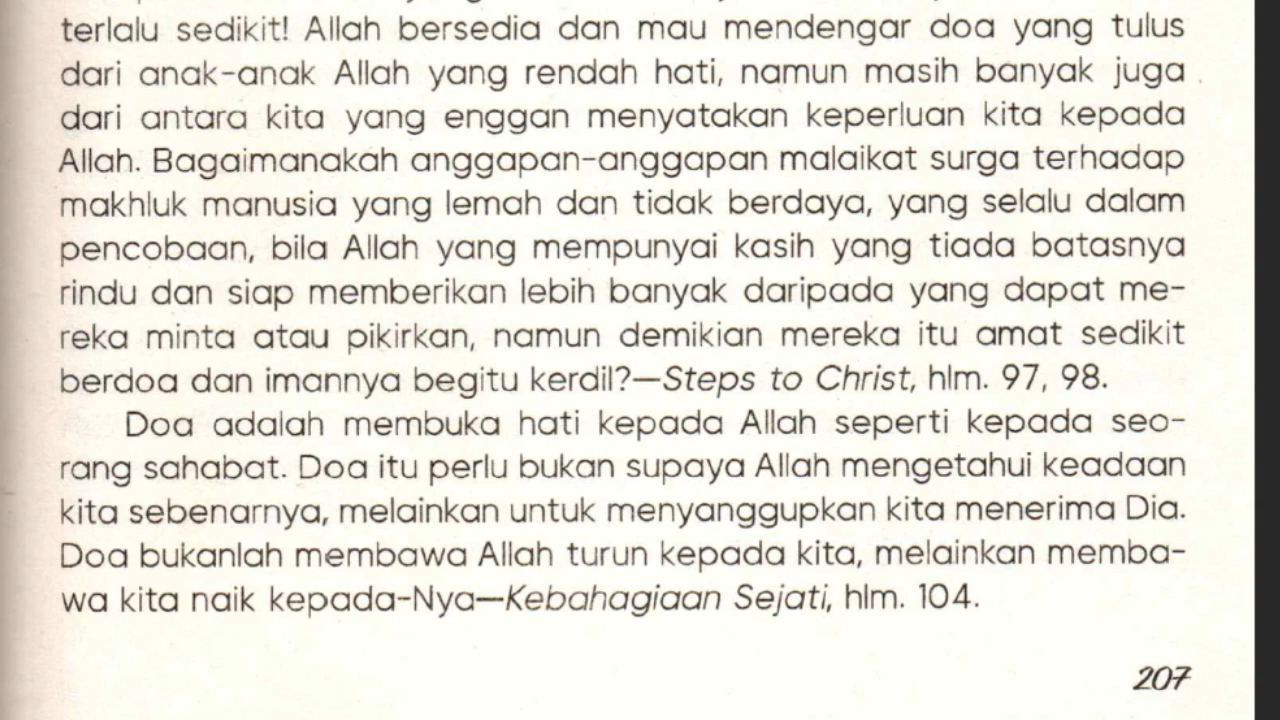 terlalu sedikit! Allah bersedia dan mau mendengar doa yang tulus
dari anak-anak Allah yang rendah hati, namun masih banyak juga
dari antara kita yang enggan menyatakan keperluan kita kepada
Allah. Bagaimanakah anggapan-anggapan malaikat surga terhadap
makhluk manusia yang lemah dan tidak berdaya, yang selalu dalam
pencobaan, bila Allah yang mempunyai kasih yang tiada batasnya
rindu dan siap memberikan lebih banyak daripada yang dapat me-
reka minta atau pikirkan, namun demikian mereka itu amat sedikit
berdoa dan imannya begitu kerdil?—Steps to Christ, hlm. 97, 98.
Doa adalah membuka hati kepada Allah seperti kepada seo-
rang sahabat. Doa itu perlu bukan supaya Allah mengetahui keadaan
kita sebenarnya, melainkan untuk menyanggupkan kita menerima Dia.
Doa bukanlah membawa Allah turun kepada kita, melainkan memba-
wa kita naik kepada-Nya—Kebahagiaan Sejati, hlm. 104.
207